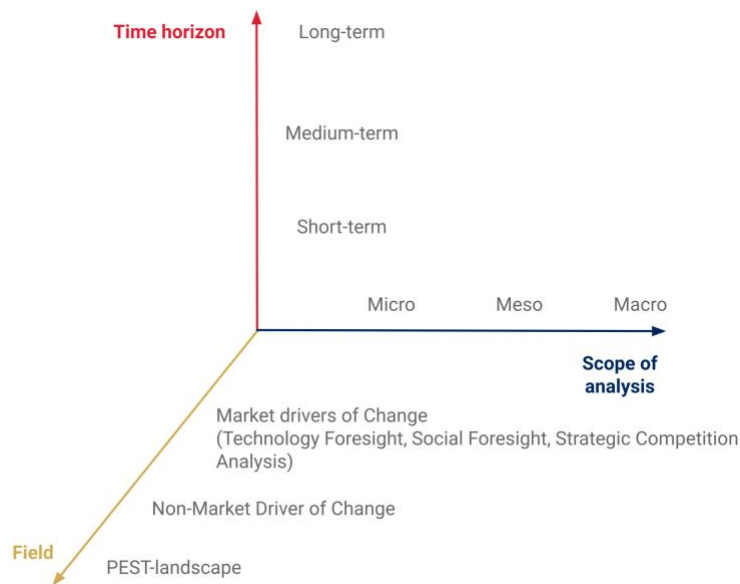 Time horizon
Long-term
Medium-term
Short-term
Micro
Meso
Macro
Scope of
analysis
Market drivers of Change
(Technology Foresight, Social Foresight, Strategic Competition
Analysis)
Non-Market Driver of Change
Field
PEST-landscape